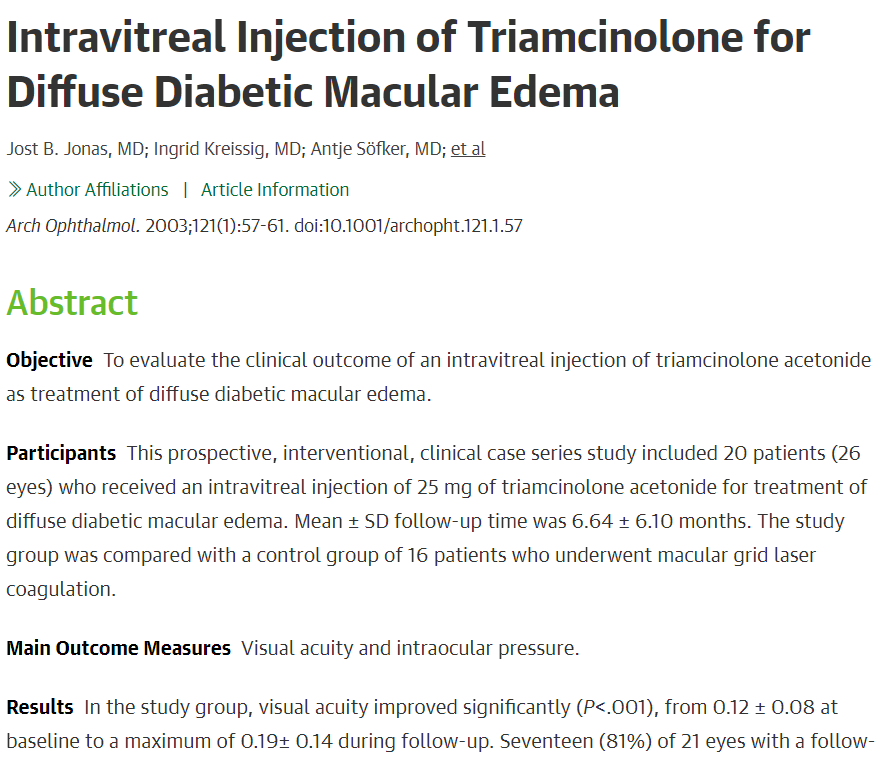 Intravitreal Injection of Triamcinolone for
Diffuse Diabetic Macular Edema
Jost B. Jonas, MD; Ingrid Kreissig, MD; Antje Söfker, MD; et al
Author Affiliations | Article Information
Arch Ophthalmol. 2003;121(1):57-61. doi:10.1001/archopht.121.1.57
Abstract
Objective To evaluate the clinical outcome of an intravitreal injection of triamcinolone acetonide
as treatment of diffuse diabetic macular edema.
Participants This prospective, interventional, clinical case series study included 20 patients (26
eyes) who received an intravitreal injection of 25 mg of triamcinolone acetonide for treatment of
diffuse diabetic macular edema. Mean ± SD follow-up time was 6.64 ± 6.10 months. The study
group was compared with a control group of 16 patients who underwent macular grid laser
coagulation.
Main Outcome Measures Visual acuity and intraocular pressure.
Results In the study group, visual acuity improved significantly (P<.001), from 0.12 ± 0.08 at
baseline to a maximum of 0.19± 0.14 during follow-up. Seventeen (81%) of 21 eyes with a follow-